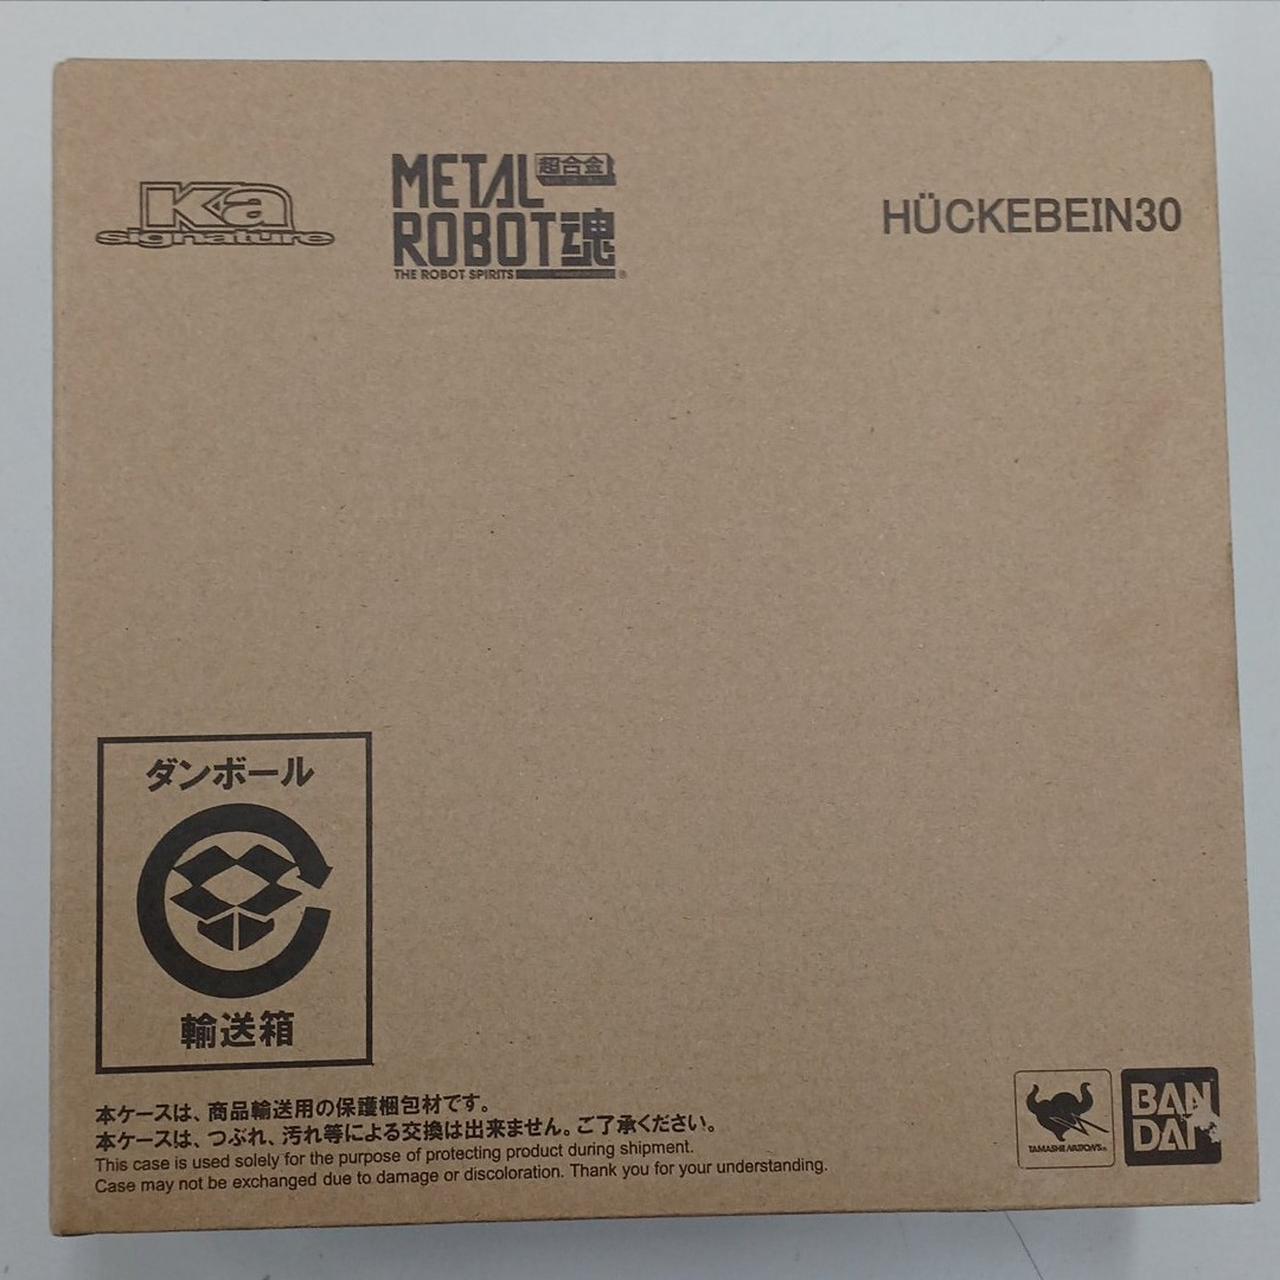 Ka
signature
METAL 超合金
ROBOT魂
THE ROBOT SPIRITS
HÜCKEBEIN30
ダンボール
輸送箱
本ケースは、商品輸送用の保護梱包材です。
本ケースは、つぶれ、汚れ等による交換は出来ません。ご了承ください。
This case is used solely for the purpose of protecting product during shipment.
Case may not be exchanged due to damage or discoloration. Thank you for your understanding.
TAMASHII NATIONS
BAN
DAI